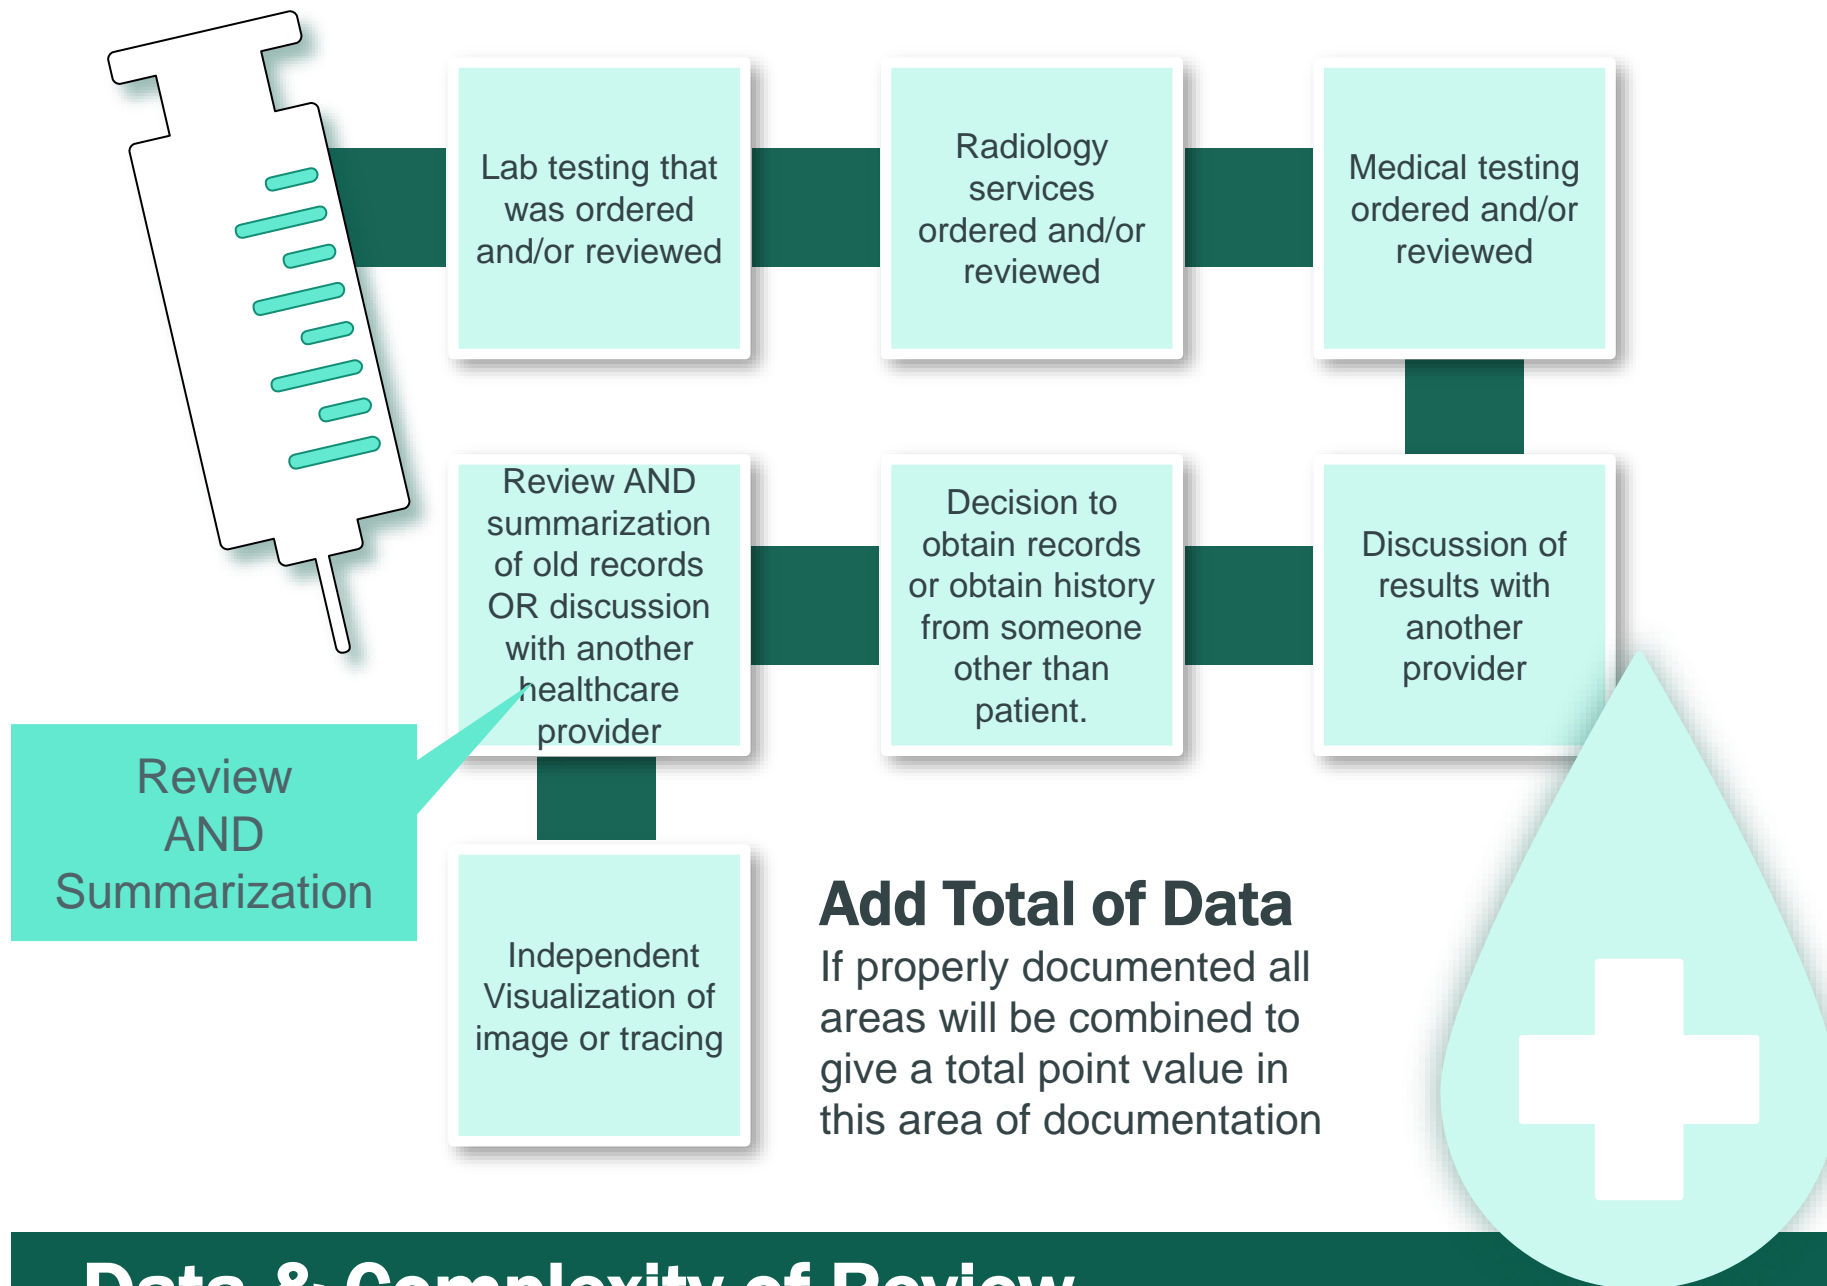 Lab testing that
was ordered
and/or reviewed
Radiology
services
ordered and/or
reviewed
Medical testing
ordered and/or
reviewed
Discussion of
results with
another
provider
Decision to
obtain records
or obtain history
from someone
other than
patient.
Review AND
summarization
of old records
OR discussion
with another
healthcare
provider
Review
AND
Summarization
Independent
Visualization of
image or tracing
Add Total of Data
If properly documented all
areas will be combined to
give a total point value in
this area of documentation
Data & Complexity of Review